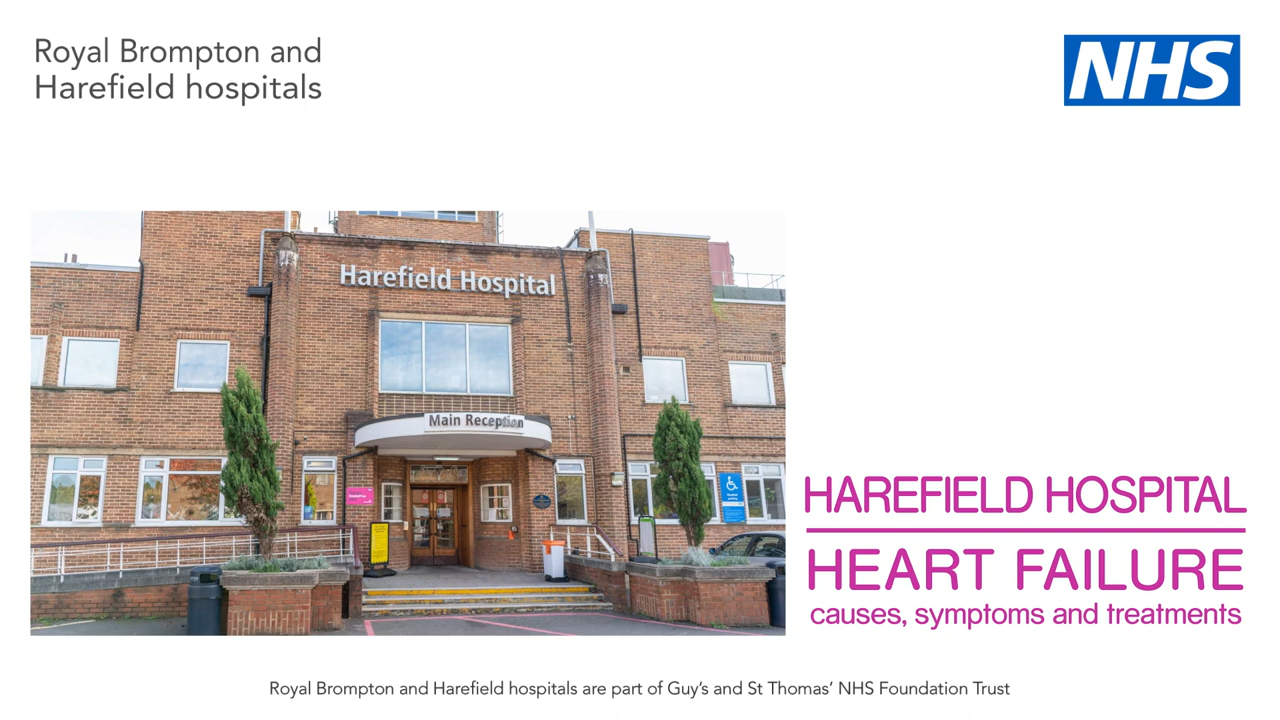 Royal Brompton and
Harefield hospitals
NHS
Harefield Hospital
Main Reception
HAREFIELD HOSPITAL
HEART FAILURE
causes, symptoms and treatments
Royal Brompton and Harefield hospitals are part of Guy's and St Thomas' NHS Foundation Trust